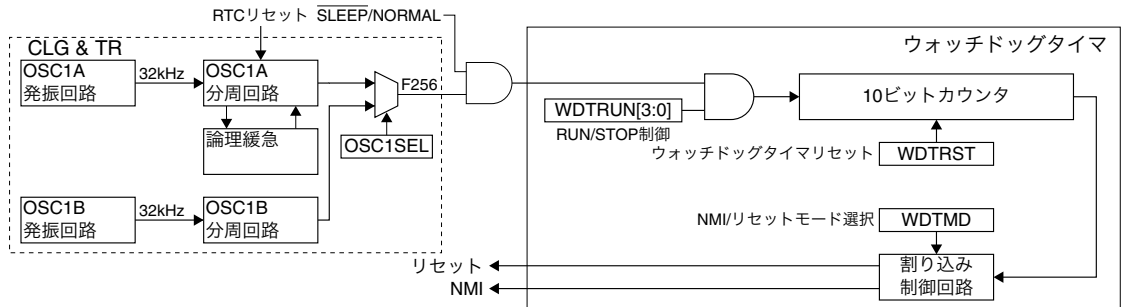 RTCリセット SLEEP/NORMAL
CLG & TR
ウォッチドッグタイマ
OSC1A
発振回路
32kHz
OSC1A
分周回路
F256
論理緩急
OSC1SEL
WDTRUN[3:0]
RUN/STOP制御
10ビットカウンタ
ウォッチドッグタイマリセット
WDTRST
OSC1B
発振回路
32kHz
OSC1B
分周回路
NMI/リセットモード選択
WDTMD
リセット
NMI
割り込み
制御回路